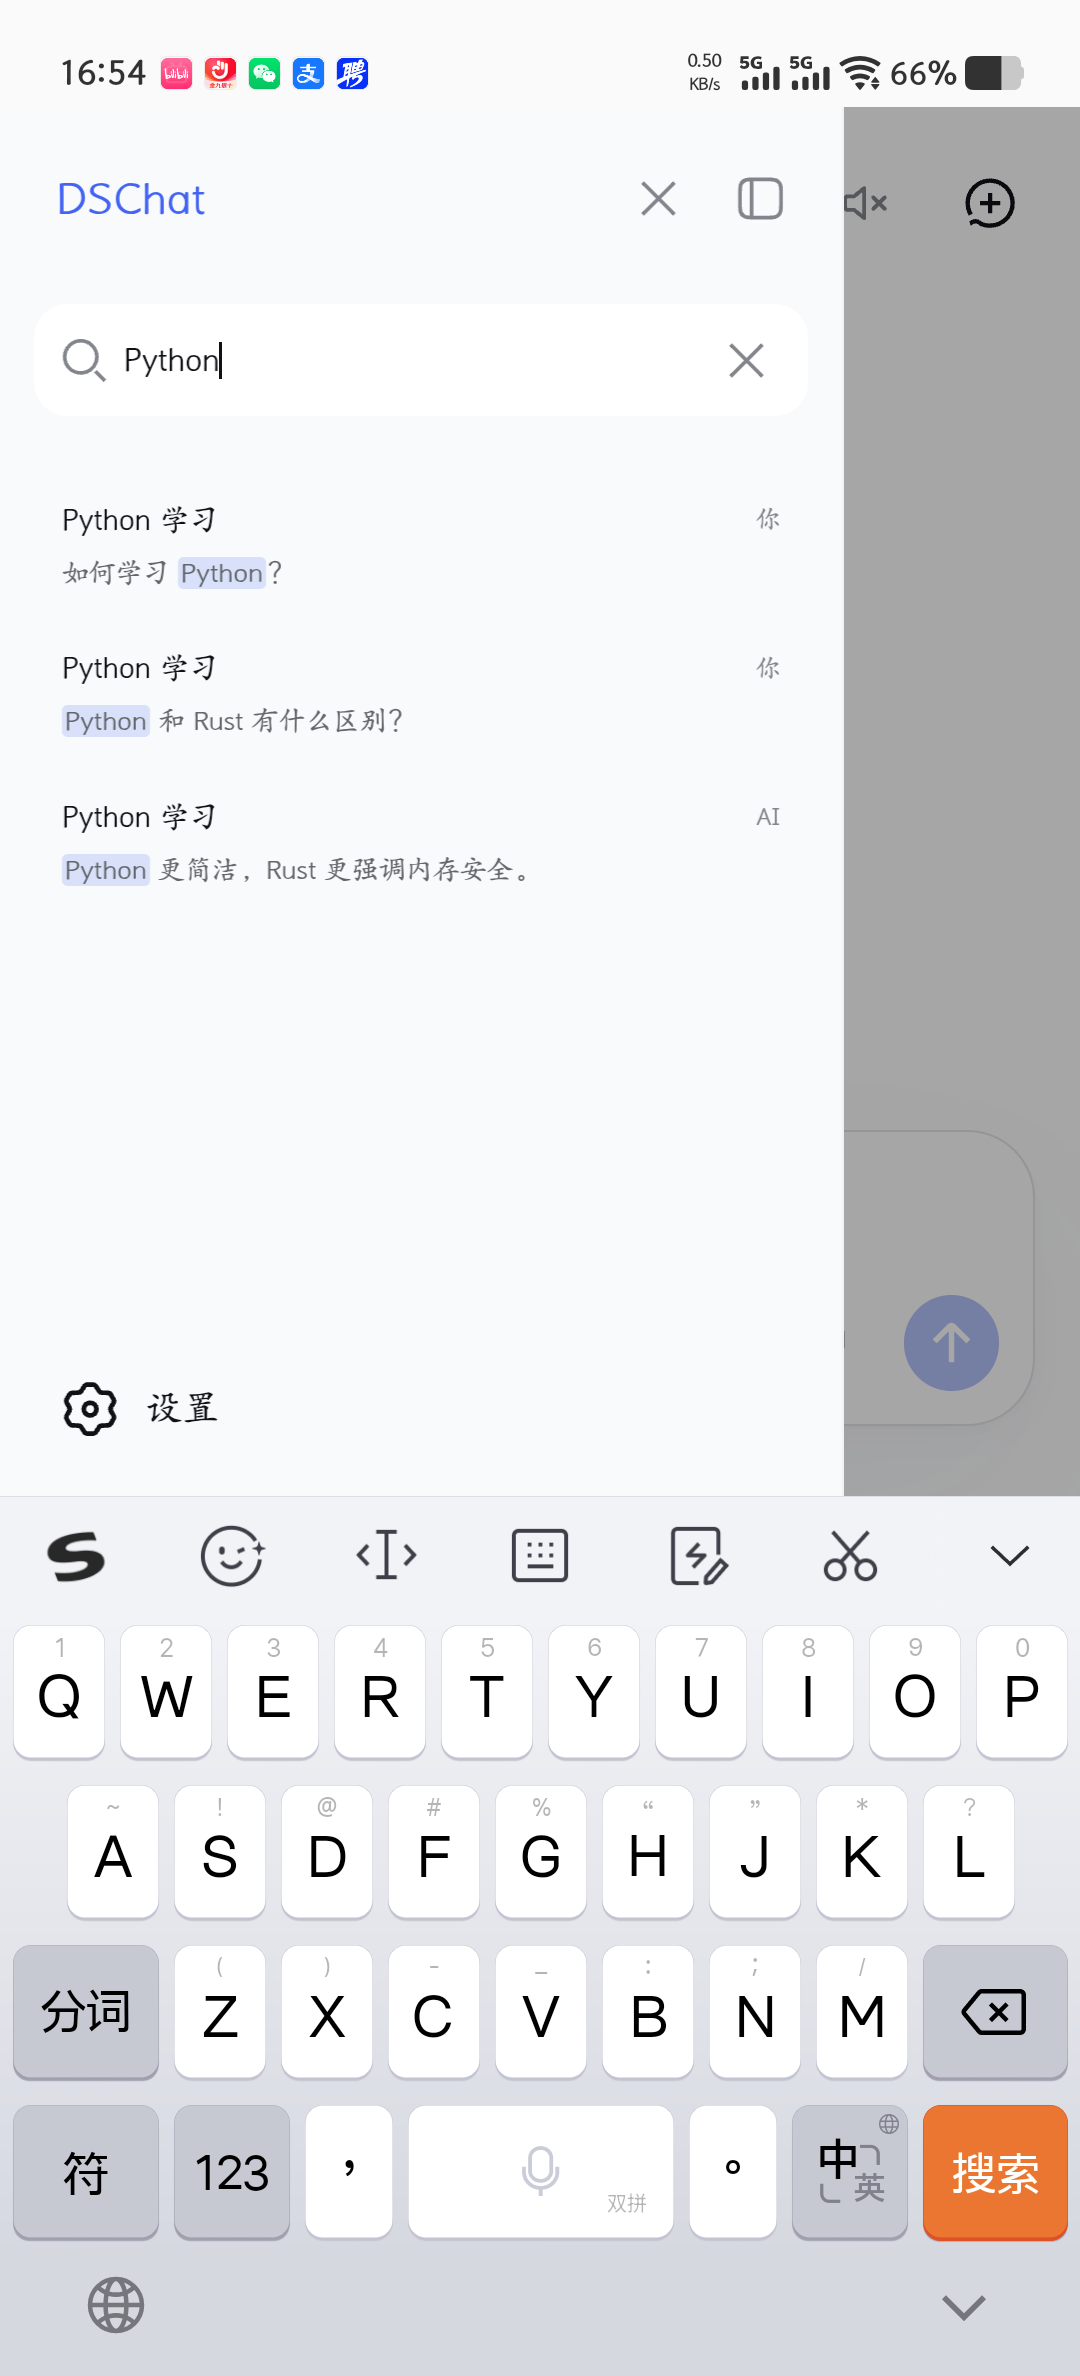 16:54
0.50 KB/s 5G 5G 66%
DSChat
Python
Python 学习 你
如何学习 Python？
Python 学习 你
Python 和 Rust 有什么区别？
Python 学习 AI
Python 更简洁，Rust 更强调内存安全。
设置
1 2 3 4 5 6 7 8 9 0
Q W E R T Y U I O P
~ ! @ # % “ ” * ?
A S D F G H J K L
( ) - _ : ; /
分词 Z X C V B N M
符 123 ， 双拼 。 中 英 搜索